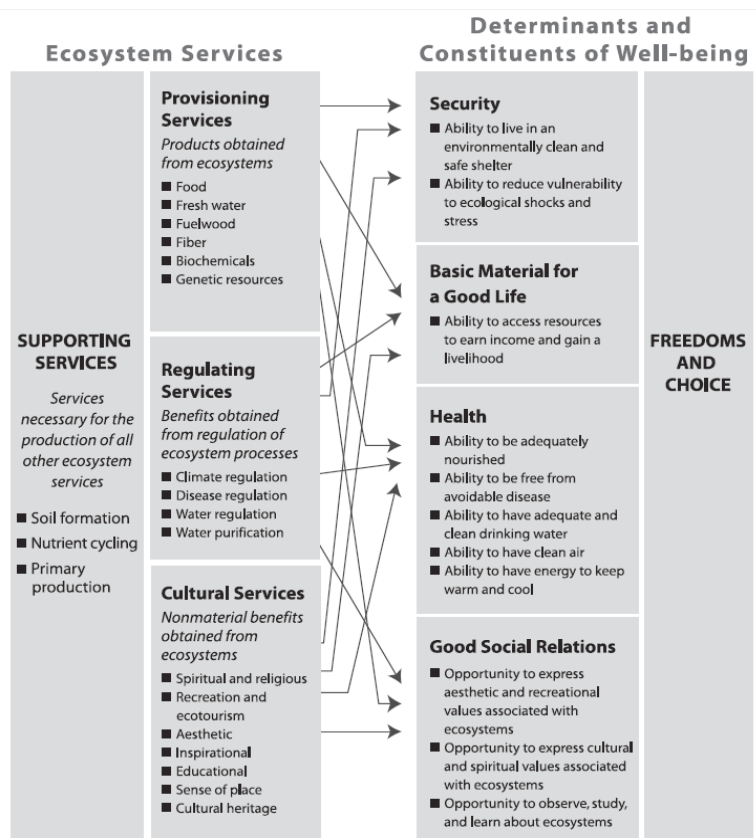 Ecosystem Services
Determinants and
Constituents of Well-being
SUPPORTING
SERVICES
Services
necessary for the
production of all
other ecosystem
services
■ Soil formation
■ Nutrient cycling
■ Primary
production
Provisioning
Services
Products obtained
from ecosystems
■ Food
■ Fresh water
■ Fuelwood
■ Fiber
■ Biochemicals
■ Genetic resources
Regulating
Services
Benefits obtained
from regulation of
ecosystem processes
■ Climate regulation
■ Disease regulation
■ Water regulation
■ Water purification
Cultural Services
Nonmaterial benefits
obtained from
ecosystems
■ Spiritual and religious
■ Recreation and
ecotourism
■ Aesthetic
■ Inspirational
■ Educational
■ Sense of place
■ Cultural heritage
Security
■ Ability to live in an
environmentally clean and
safe shelter
■ Ability to reduce vulnerability
to ecological shocks and
stress
Basic Material for
a Good Life
■ Ability to access resources
to earn income and gain a
livelihood
Health
■ Ability to be adequately
nourished
■ Ability to be free from
avoidable disease
■ Ability to have adequate and
clean drinking water
■ Ability to have clean air
■ Ability to have energy to keep
warm and cool
Good Social Relations
■ Opportunity to express
aesthetic and recreational
values associated with
ecosystems
■ Opportunity to express cultural
and spiritual values associated
with ecosystems
■ Opportunity to observe, study,
and learn about ecosystems
FREEDOMS
AND
CHOICE